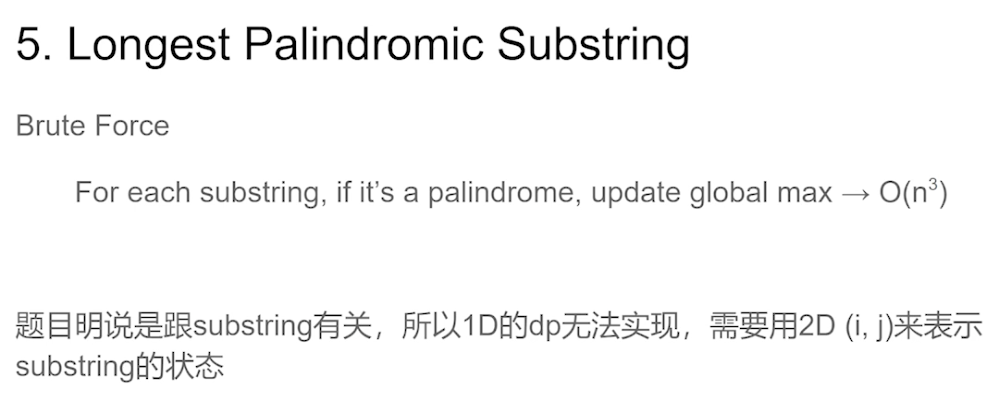 5. Longest Palindromic Substring
Brute Force
For each substring, if it’s a palindrome, update global max → O(n³)
题目明说是跟substring有关，所以1D的dp无法实现，需要用2D (i, j)来表示
substring的状态